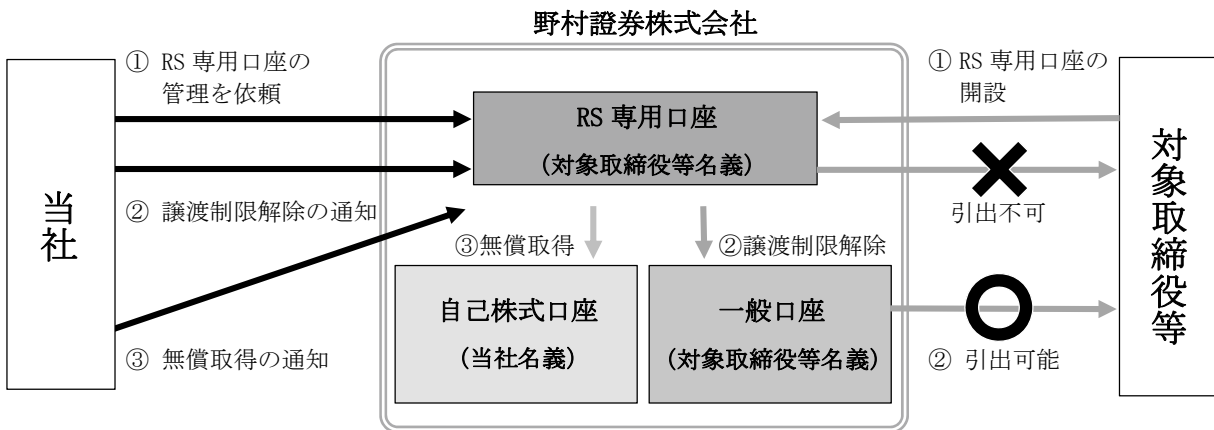 野村證券株式会社
① RS 専用口座の
管理を依頼
① RS 専用口座の
開設
当社
RS 専用口座
(対象取締役等名義)
対象取締役等
② 譲渡制限解除の通知
引出不可
③無償取得
②譲渡制限解除
自己株式口座
(当社名義)
一般口座
(対象取締役等名義)
③ 無償取得の通知
② 引出可能